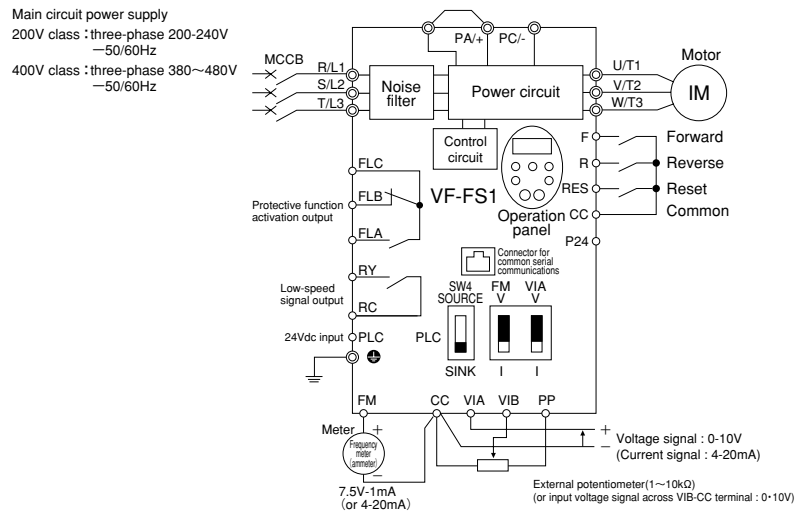 Main circuit power supply
200V class：three-phase 200-240V
－50/60Hz
400V class：three-phase 380～480V
－50/60Hz
MCCB
R/L1
S/L2
T/L3
Noise
filter
PA/+
PC/-
Power circuit
Control
circuit
U/T1
V/T2
W/T3
Motor
IM
F
Forward
R
Reverse
RES
Reset
CC
Common
P24
FLC
FLB
FLA
Protective function
activation output
VF-FS1
Operation
panel
Connector for
common serial
communications
RY
RC
Low-speed
signal output
24Vdc input
PLC
SW4
SOURCE
PLC
SINK
FM
V
I
VIA
V
I
FM
CC
VIA
VIB
PP
Meter
+
Frequency
meter
(ammeter)
－
7.5V-1mA
(or 4-20mA)
+
－
Voltage signal : 0-10V
(Current signal : 4-20mA)
External potentiometer(1～10kΩ)
(or input voltage signal across VIB-CC terminal : 0・10V)